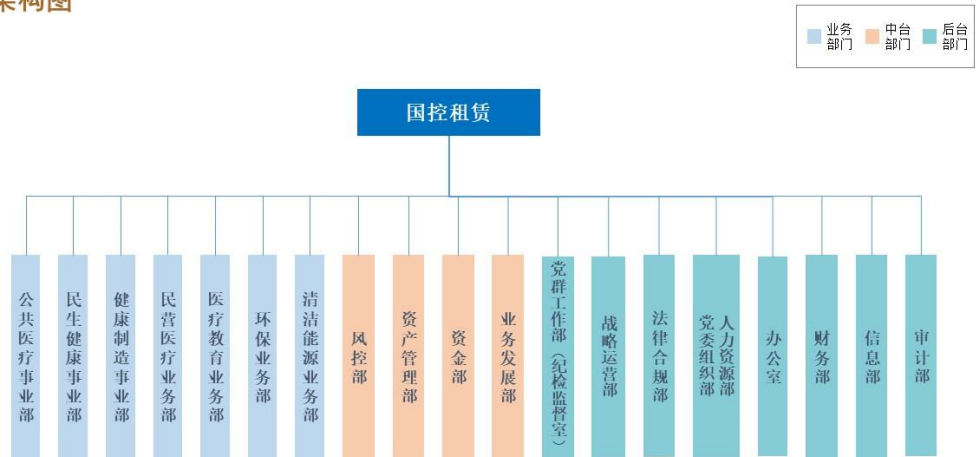 架构图
业务
部门
中台
部门
后台
部门
国控租赁
公共医疗事业部
民生健康事业部
健康制造事业部
民营医疗业务部
医疗教育业务部
环保业务部
清洁能源业务部
风控部
资产管理部
资金部
业务发展部
党群工作部（纪检监督室）
战略运营部
法律合规部
人力资源部
党委组织部
办公室
财务部
信息部
审计部